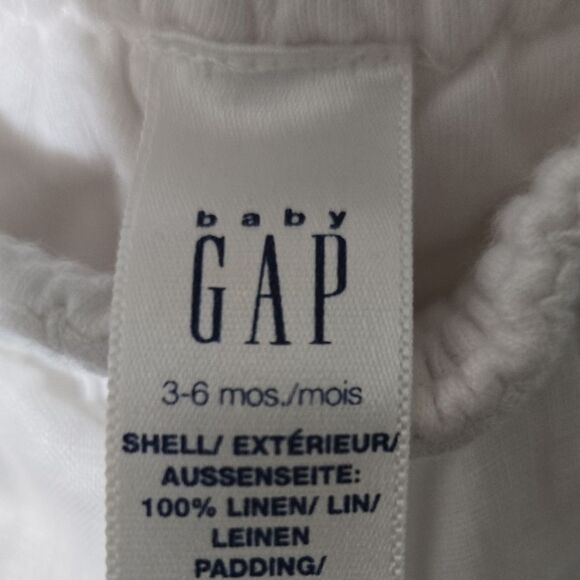 baby
GAP
3-6 mos./mois
SHELL/ EXTÉRIEUR/
AUSSENSEITE:
100% LINEN/ LIN/
LEINEN
PADDING/